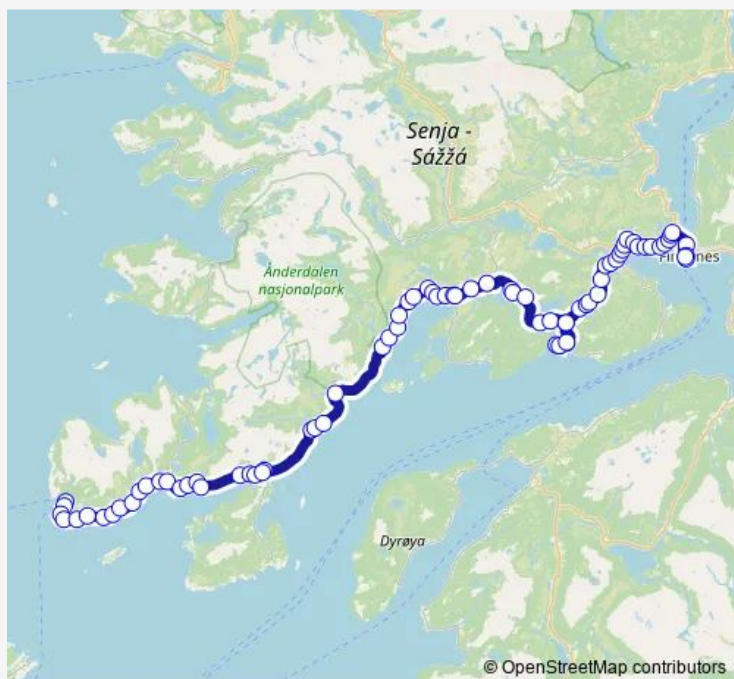 Senja -
Sážžá
Ånderdalen
nasjonalpark
Dyrøya
© OpenStreetMap contributors